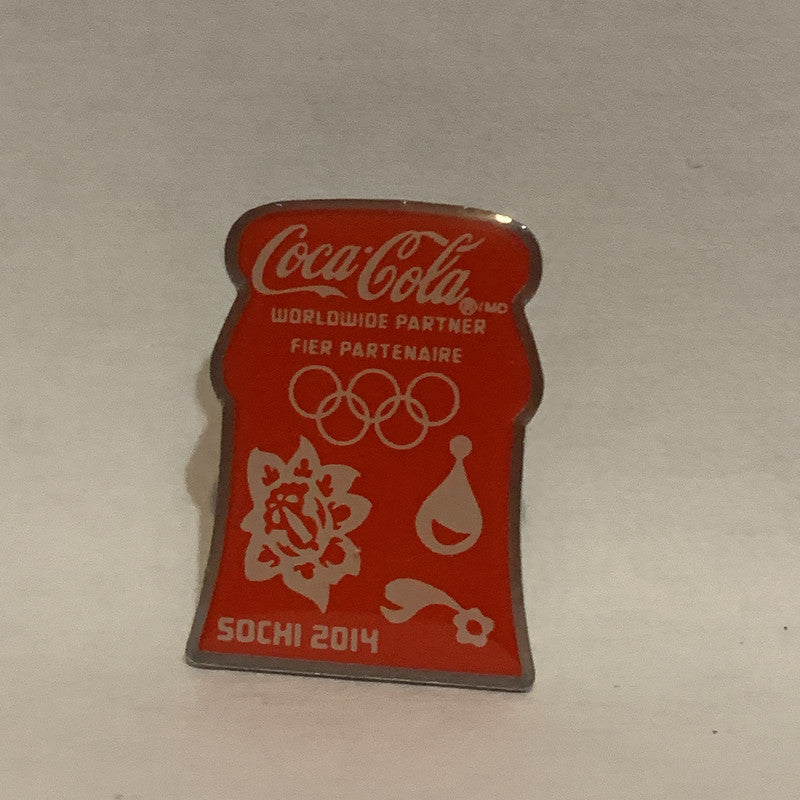 Coca-Cola ®/MD
WORLDWIDE PARTNER
FIER PARTENAIRE
SOCHI 2014